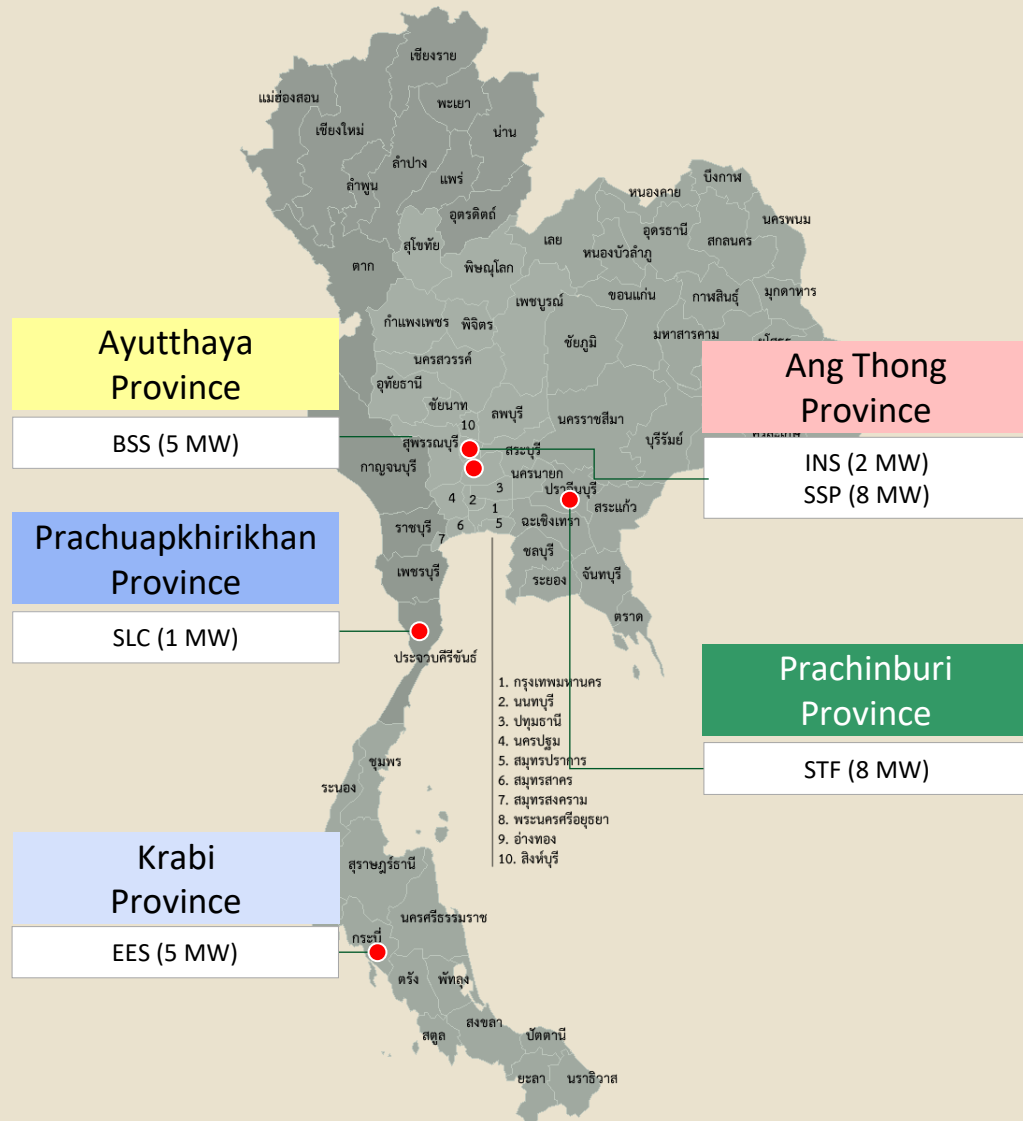 เชียงราย
แม่ฮ่องสอน
พะเยา
เชียงใหม่
น่าน
ลำปาง
แพร่
ลำพูน
อุตรดิตถ์
สุโขทัย
ตาก
พิษณุโลก
เพชรบูรณ์
กำแพงเพชร
พิจิตร
นครสวรรค์
อุทัยธานี
ชัยนาท
ลพบุรี
10
สุพรรณบุรี
สระบุรี
กาญจนบุรี
นครนายก
ปราจีนบุรี
สระแก้ว
3
4
2
1
5
6
7
ฉะเชิงเทรา
ราชบุรี
ชลบุรี
เพชรบุรี
ระยอง
จันทบุรี
ตราด
บึงกาฬ
หนองคาย
นครพนม
อุดรธานี
สกลนคร
เลย
หนองบัวลำภู
ขอนแก่น
กาฬสินธุ์
มุกดาหาร
มหาสารคาม
ชัยภูมิ
นครราชสีมา
บุรีรัมย์
Ayutthaya
Province
BSS (5 MW)
Ang Thong
Province
INS (2 MW)
SSP (8 MW)
Prachuapkhirikhan
Province
SLC (1 MW)
ประจวบคีรีขันธ์
Prachinburi
Province
STF (8 MW)
1. กรุงเทพมหานคร
2. นนทบุรี
3. ปทุมธานี
4. นครปฐม
5. สมุทรปราการ
6. สมุทรสาคร
7. สมุทรสงคราม
8. พระนครศรีอยุธยา
9. อ่างทอง
10. สิงห์บุรี
ชุมพร
ระนอง
Krabi
Province
EES (5 MW)
สุราษฎร์ธานี
นครศรีธรรมราช
กระบี่
ตรัง
พัทลุง
สตูล
สงขลา
ปัตตานี
ยะลา
นราธิวาส